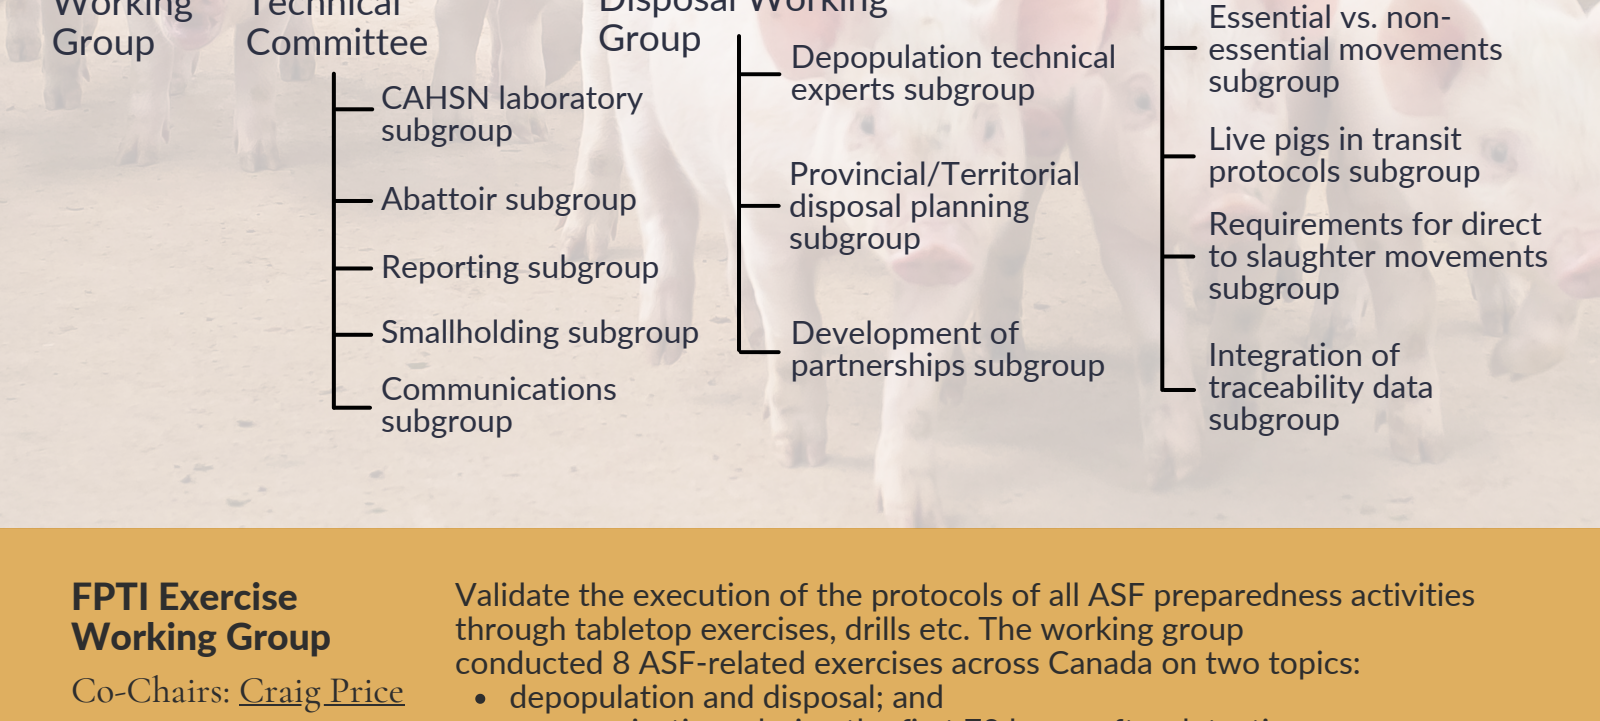 Working
Group
Technical
Committee
CAHSN laboratory
subgroup
Abattoir subgroup
Reporting subgroup
Smallholding subgroup
Communications
subgroup
Disposal Working
Group
Depopulation technical
experts subgroup
Provincial/Territorial
disposal planning
subgroup
Development of
partnerships subgroup
Essential vs. non-
essential movements
subgroup
Live pigs in transit
protocols subgroup
Requirements for direct
to slaughter movements
subgroup
Integration of
traceability data
subgroup
FPTI Exercise
Working Group
Co-Chairs: Craig Price
Validate the execution of the protocols of all ASF preparedness activities
through tabletop exercises, drills etc. The working group
conducted 8 ASF-related exercises across Canada on two topics:
• depopulation and disposal; and